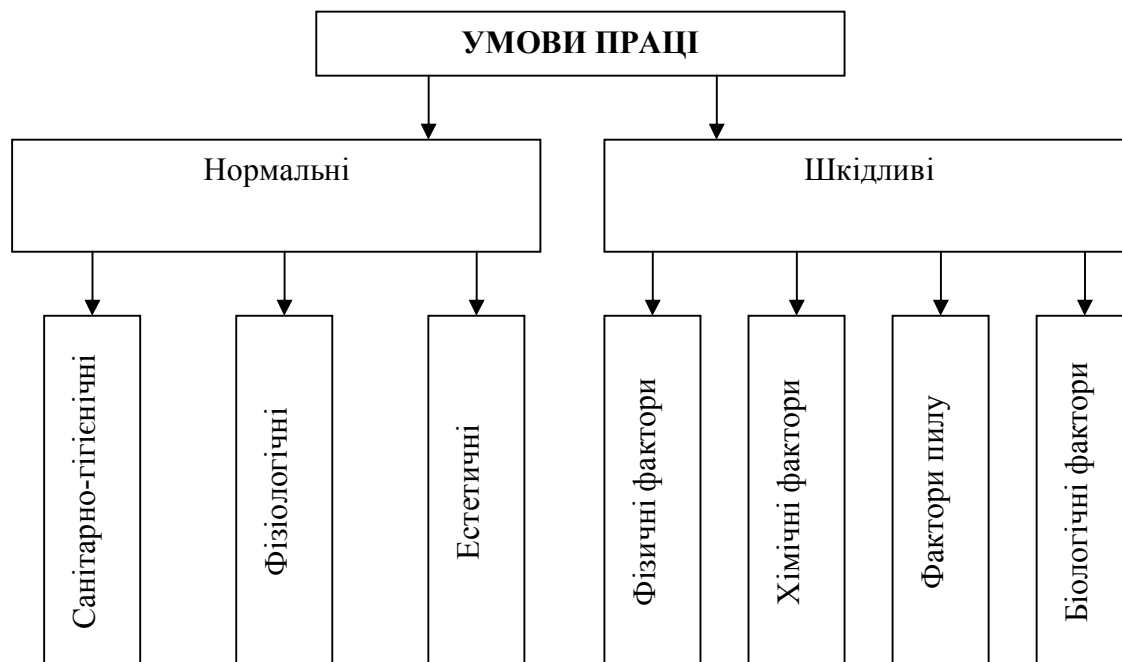 УМОВИ ПРАЦІ
Нормальні
Шкідливі
Санітарно-гігієнічні
Фізіологічні
Естетичні
Фізичні фактори
Хімічні фактори
Фактори пилу
Біологічні фактори